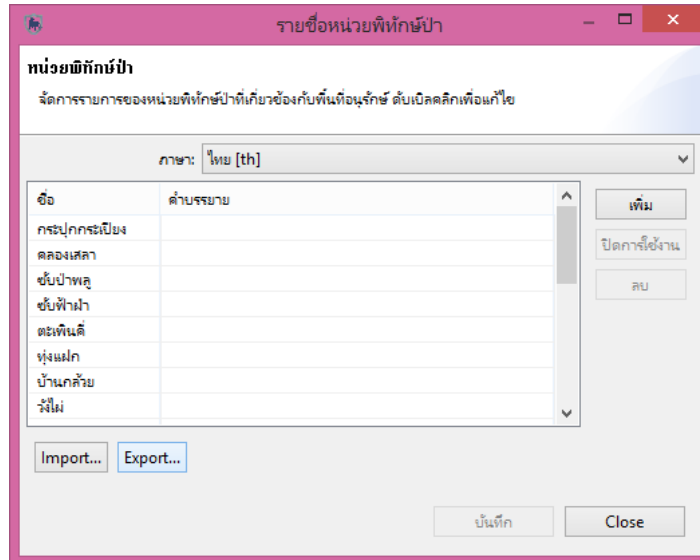 รายชื่อหน่วยพิทักษ์ป่า
หน่วยพิทักษ์ป่า
จัดการรายการของหน่วยพิทักษ์ป่าที่เกี่ยวข้องกับพื้นที่อนุรักษ์ ดับเบิลคลิกเพื่อแก้ไข
ภาษา: ไทย [th]
ชื่อ คำบรรยาย
เพิ่ม
กระปุกกระเปียง
ปิดการใช้งาน
คลองเสลา
ซับป่าพลู
ลบ
ซับฟ้าผ่า
ตะเพินคี่
ทุ่งแฝก
บ้านกล้วย
วังไผ่
Import... Export...
บันทึก Close